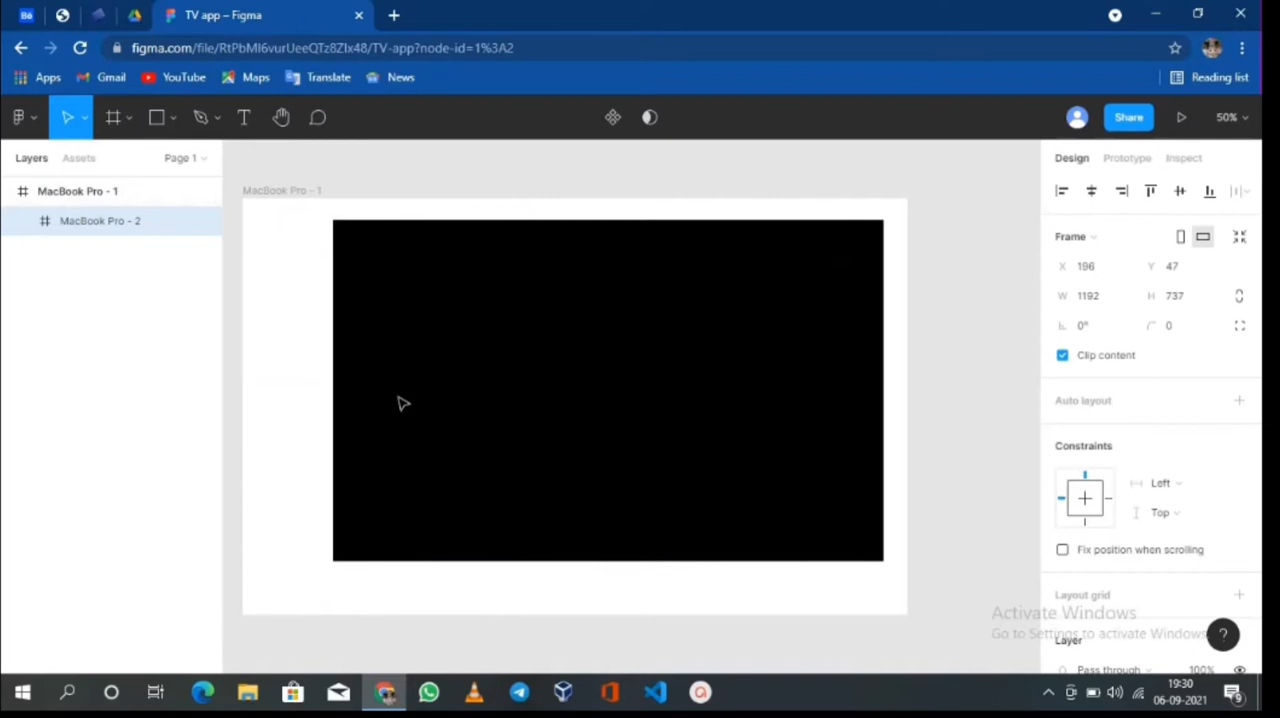 Bē
TV app – Figma
figma.com/file/RtPbMl6vurUeeQTz8Zlx48/TV-app?node-id=1%3A2
Apps
Gmail
YouTube
Maps
Translate
News
Reading list
Share
50%
Layers
Assets
Page 1
MacBook Pro - 1
MacBook Pro - 2
MacBook Pro - 1
Design
Prototype
Inspect
Frame
X 196
Y 47
W 1192
H 737
0°
0
Clip content
Auto layout
Constraints
Left
Top
Fix position when scrolling
Layout grid
Activate Windows
Go to Settings to activate Windows.
Layer
Pass through
100%
?
19:30
06-09-2021
9